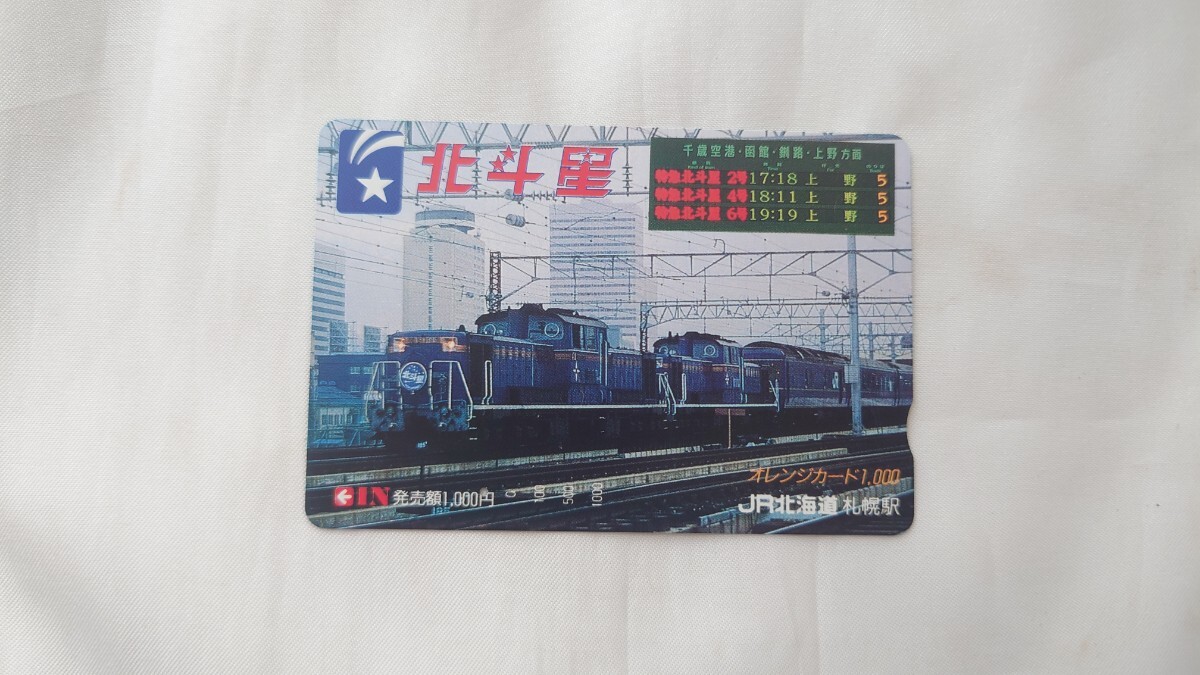 北斗星
千歳空港・函館・釧路・上野方面
特急北斗星 2号 17:18 上 野 5
特急北斗星 4号 18:11 上 野 5
特急北斗星 6号 19:19 上 野 5
オレンジカード1,000
IN 発売額1,000円 0 100 500 1000
JR北海道 札幌駅